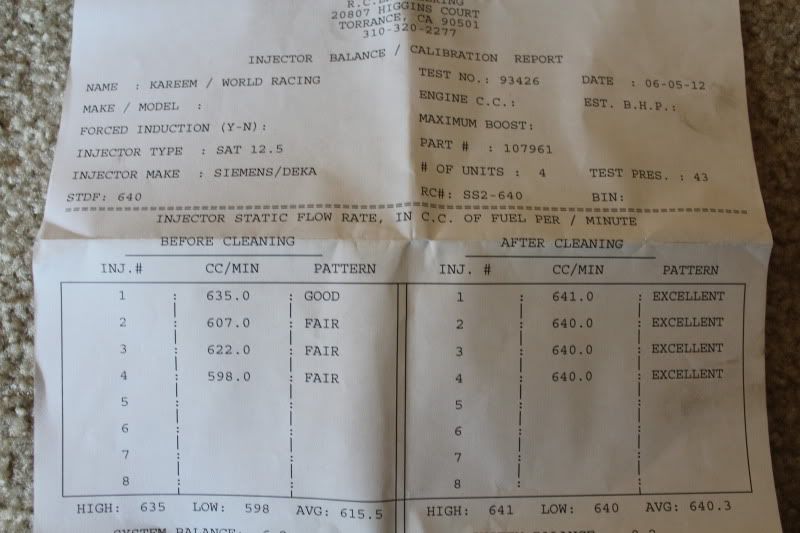 20807 HIGGINS COURT
TORRANCE, CA 90501
310-320-2277
INJECTOR BALANCE / CALIBRATION REPORT
NAME : KAREEM / WORLD RACING TEST NO.: 93426 DATE : 06-05-12
MAKE / MODEL : ENGINE C.C.: EST. B.H.P.:
FORCED INDUCTION (Y-N): MAXIMUM BOOST:
INJECTOR TYPE : SAT 12.5 PART # : 107961
INJECTOR MAKE : SIEMENS/DEKA # OF UNITS : 4 TEST PRES. : 43
STDF: 640 RC#: SS2-640 BIN:
INJECTOR STATIC FLOW RATE, IN C.C. OF FUEL PER / MINUTE
BEFORE CLEANING AFTER CLEANING
INJ.# CC/MIN PATTERN INJ. # CC/MIN PATTERN
1 : 635.0 : GOOD 1 : 641.0 : EXCELLENT
2 : 607.0 : FAIR 2 : 640.0 : EXCELLENT
3 : 622.0 : FAIR 3 : 640.0 : EXCELLENT
4 : 598.0 : FAIR 4 : 640.0 : EXCELLENT
5 : : 5 : :
6 : : 6 : :
7 : : 7 : :
8 : : 8 : :
HIGH: 635 LOW: 598 AVG: 615.5 HIGH: 641 LOW: 640 AVG: 640.3